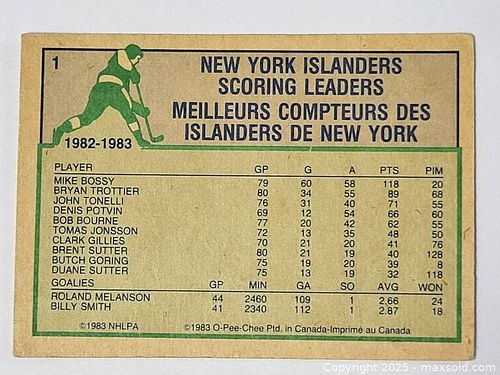 1
NEW YORK ISLANDERS
SCORING LEADERS
MEILLEURS COMPTEURS DES
ISLANDERS DE NEW YORK
1982-1983
PLAYER GP G A PTS PIM
MIKE BOSSY 79 60 58 118 20
BRYAN TROTTIER 80 34 55 89 68
JOHN TONELLI 76 31 40 71 55
DENIS POTVIN 69 12 54 66 60
BOB BOURNE 77 20 42 62 55
TOMAS JONSSON 72 13 35 48 50
CLARK GILLIES 70 21 20 41 76
BRENT SUTTER 80 21 19 40 128
BUTCH GORING 75 19 20 39 8
DUANE SUTTER 75 13 19 32 118
GOALIES GP MIN GA SO AVG WON
ROLAND MELANSON 44 2460 109 1 2.66 24
BILLY SMITH 41 2340 112 1 2.87 18
©1983 NHLPA ©1983 O-Pee-Chee Ptd. in Canada-Imprimé au Canada
Copyright 2025 - maxsold.com